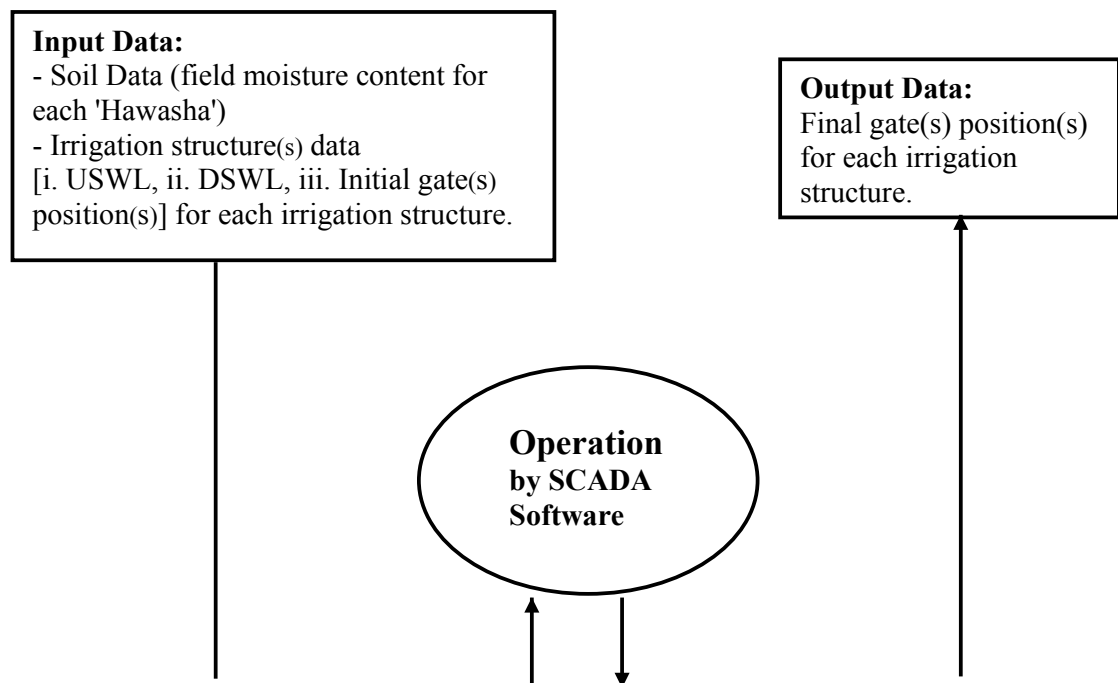 Input Data:
- Soil Data (field moisture content for
each 'Hawasha')
- Irrigation structure(s) data
[i. USWL, ii. DSWL, iii. Initial gate(s)
position(s)] for each irrigation structure.
Output Data:
Final gate(s) position(s)
for each irrigation
structure.
Operation
by SCADA
Software